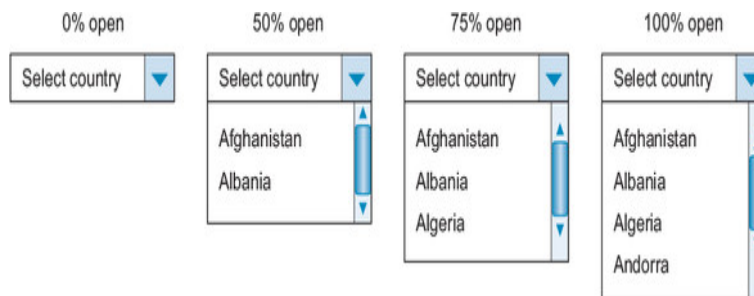 0% open
Select country
50% open
Select country
Afghanistan
Albania
75% open
Select country
Afghanistan
Albania
Algeria
100% open
Select country
Afghanistan
Albania
Algeria
Andorra